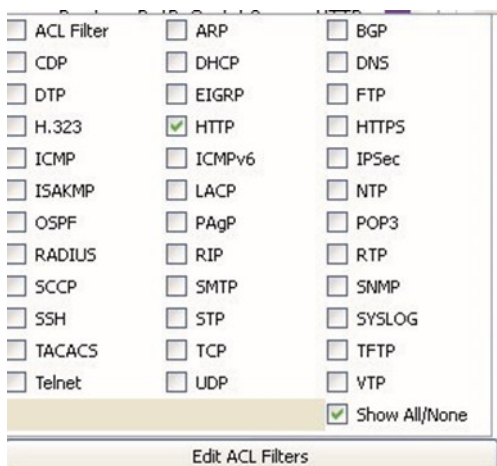 ACL Filter ARP BGP
CDP DHCP DNS
DTP EIGRP FTP
H.323 HTTP HTTPS
ICMP ICMPv6 IPSec
ISAKMP LACP NTP
OSPF PAgP POP3
RADIUS RIP RTP
SCCP SMTP SNMP
SSH STP SYSLOG
TACACS TCP TFTP
Telnet UDP VTP
Show All/None
Edit ACL Filters